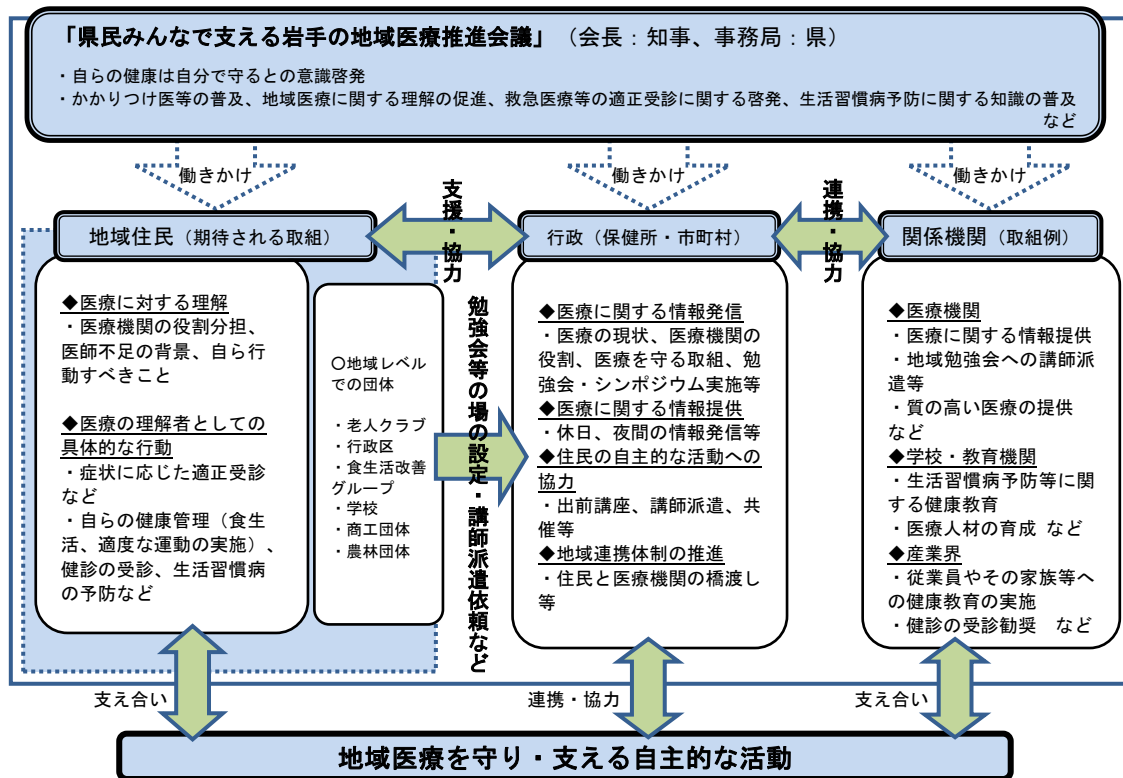 「県民みんなで支える岩手の地域医療推進会議」（会長：知事、事務局：県）
・自らの健康は自分で守るとの意識啓発
・かかりつけ医等の普及、地域医療に関する理解の促進、救急医療等の適正受診に関する啓発、生活習慣病予防に関する知識の普及
など
働きかけ
働きかけ
働きかけ
支援・協力
連携・協力
地域住民（期待される取組）
行政（保健所・市町村）
関係機関（取組例）
◆医療に対する理解
・医療機関の役割分担、
医師不足の背景、自ら行
動すべきこと
◆医療の理解者としての
具体的な行動
・症状に応じた適正受診
など
・自らの健康管理（食生
活、適度な運動の実施）、
健診の受診、生活習慣病
の予防など
〇地域レベル
での団体
・老人クラブ
・行政区
・食生活改善
グループ
・学校
・商工団体
・農林団体
勉強会等の場の設定・講師派遣依頼など
◆医療に関する情報発信
・医療の現状、医療機関の
役割、医療を守る取組、勉
強会・シンポジウム実施等
◆医療に関する情報提供
・休日、夜間の情報発信等
◆住民の自主的な活動への
協力
・出前講座、講師派遣、共
催等
◆地域連携体制の推進
・住民と医療機関の橋渡し
等
◆医療機関
・医療に関する情報提供
・地域勉強会への講師派
遣等
・質の高い医療の提供
など
◆学校・教育機関
・生活習慣病予防等に関
する健康教育
・医療人材の育成 など
◆産業界
・従業員やその家族等へ
の健康教育の実施
・健診の受診勧奨　など
支え合い
連携・協力
支え合い
地域医療を守り・支える自主的な活動